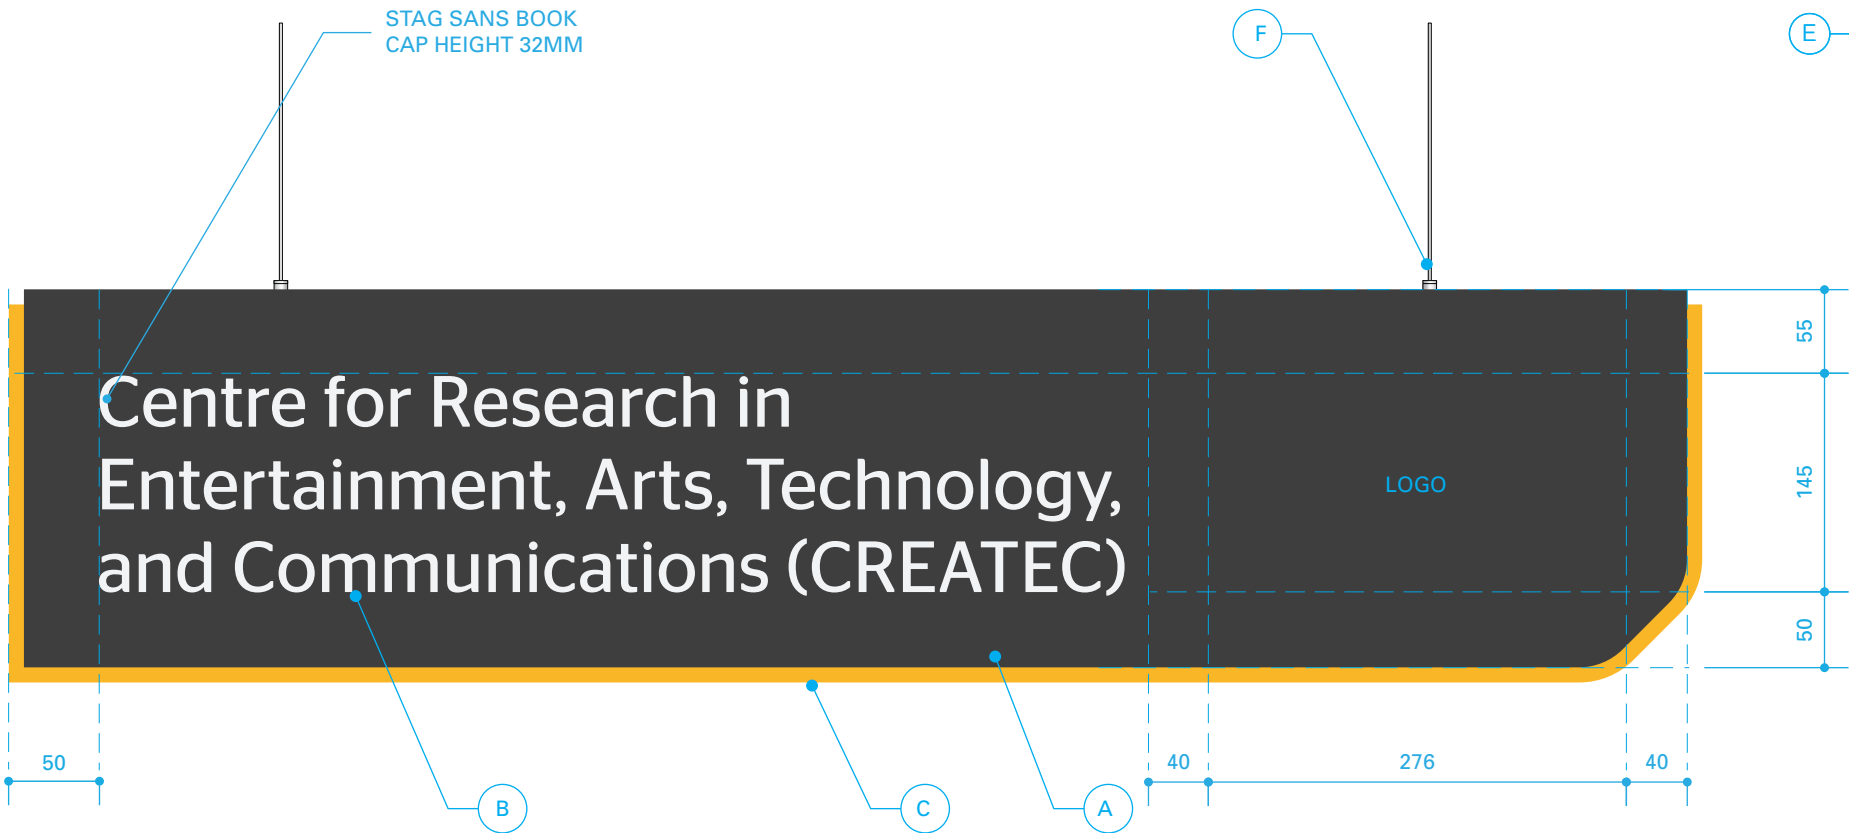 STAG SANS BOOK
CAP HEIGHT 32MM
F
E
55
Centre for Research in
Entertainment, Arts, Technology,
and Communications (CREATEC)
LOGO
145
50
50
40
276
40
B
C
A